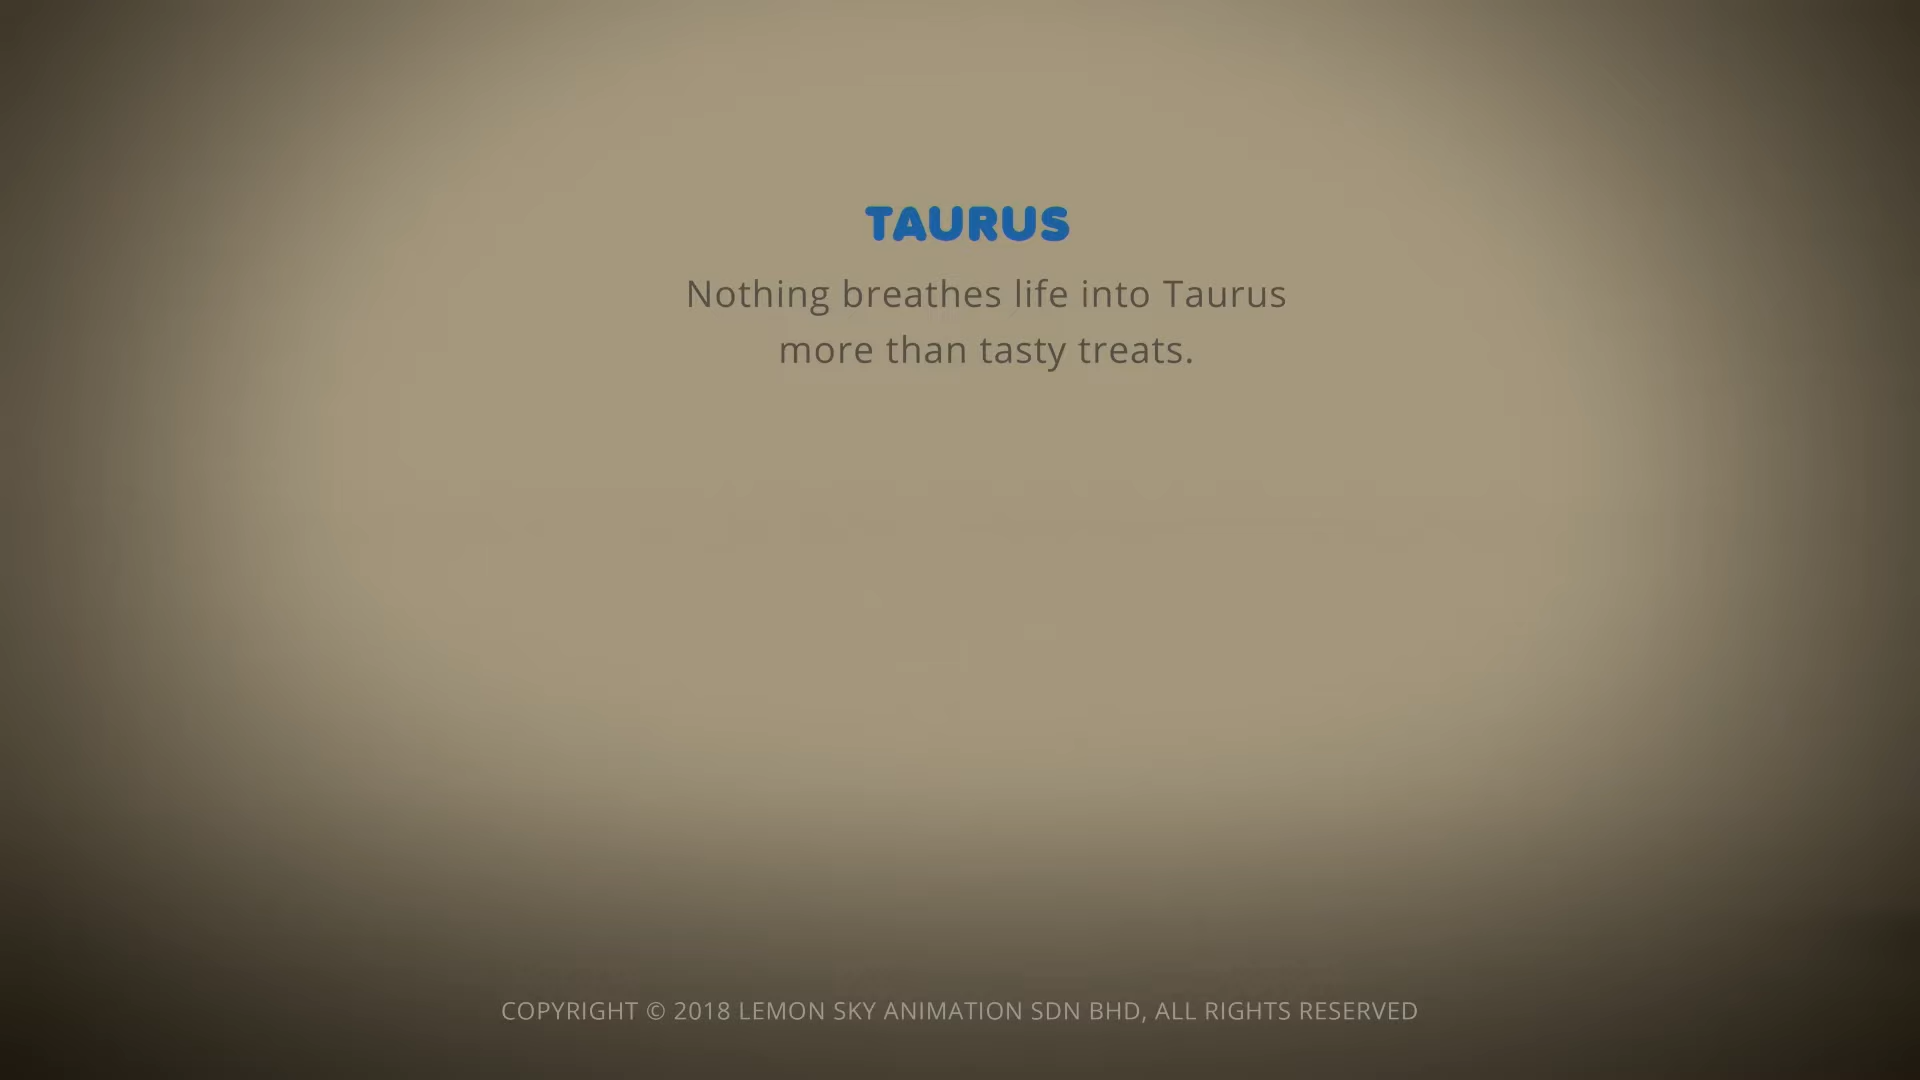 TAURUS
Nothing breathes life into Taurus
more than tasty treats.
COPYRIGHT © 2018 LEMON SKY ANIMATION SDN BHD, ALL RIGHTS RESERVED